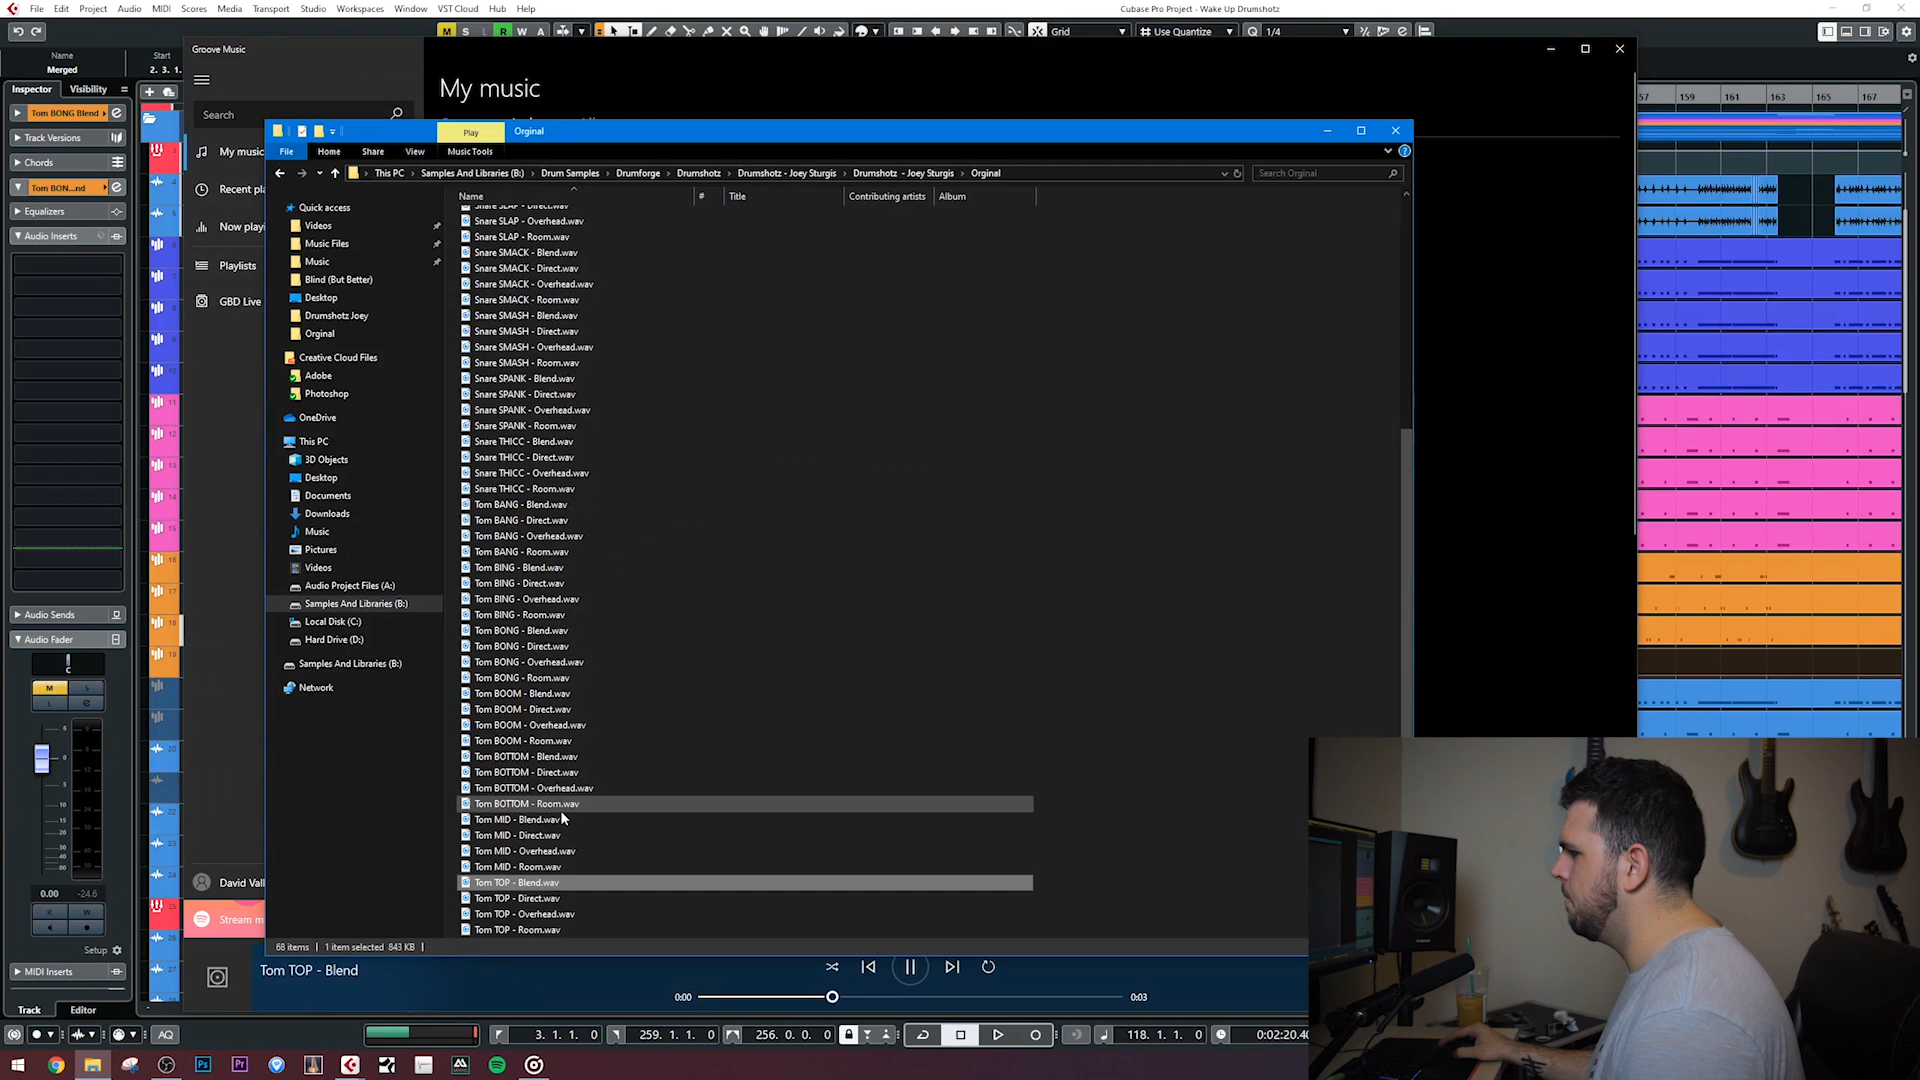 File Edit Project Audio MIDI Scores Media Transport Studio Workspaces Window VST Cloud Hub Help
Cubase Pro Project - Wake Up Drumshotz
M S L R W A
Grid
Use Quantize
1/4
Name
Merged
Start
2. 3. 1.
Inspector Visibility
Tom BONG Blend
Track Versions
Chords
Tom BON...nd
Equalizers
Audio Inserts
Audio Sends
Audio Fader
C
M S
L e
0.00 -24.6
R W
Setup
MIDI Inserts
Track Editor
Groove Music
Search
My music
Recent pl
Now playi
Playlists
GBD Live
David Vall
Stream m
My music
Play
Orginal
File Home Share View Music Tools
This PC Samples And Libraries (B:) Drum Samples Drumforge Drumshotz Drumshotz - Joey Sturgis Drumshotz - Joey Sturgis Orginal
Search Orginal
Name # Title Contributing artists Album
Quick access
Videos
Music Files
Music
Blind (But Better)
Desktop
Drumshotz Joey
Orginal
Creative Cloud Files
Adobe
Photoshop
OneDrive
This PC
3D Objects
Desktop
Documents
Downloads
Music
Pictures
Videos
Audio Project Files (A:)
Samples And Libraries (B:)
Local Disk (C:)
Hard Drive (D:)
Samples And Libraries (B:)
Network
Snare SLAP - Direct.wav
Snare SLAP - Overhead.wav
Snare SLAP - Room.wav
Snare SMACK - Blend.wav
Snare SMACK - Direct.wav
Snare SMACK - Overhead.wav
Snare SMACK - Room.wav
Snare SMASH - Blend.wav
Snare SMASH - Direct.wav
Snare SMASH - Overhead.wav
Snare SMASH - Room.wav
Snare SPANK - Blend.wav
Snare SPANK - Direct.wav
Snare SPANK - Overhead.wav
Snare SPANK - Room.wav
Snare THICC - Blend.wav
Snare THICC - Direct.wav
Snare THICC - Overhead.wav
Snare THICC - Room.wav
Tom BANG - Blend.wav
Tom BANG - Direct.wav
Tom BANG - Overhead.wav
Tom BANG - Room.wav
Tom BING - Blend.wav
Tom BING - Direct.wav
Tom BING - Overhead.wav
Tom BING - Room.wav
Tom BONG - Blend.wav
Tom BONG - Direct.wav
Tom BONG - Overhead.wav
Tom BONG - Room.wav
Tom BOOM - Blend.wav
Tom BOOM - Direct.wav
Tom BOOM - Overhead.wav
Tom BOOM - Room.wav
Tom BOTTOM - Blend.wav
Tom BOTTOM - Direct.wav
Tom BOTTOM - Overhead.wav
Tom BOTTOM - Room.wav
Tom MID - Blend.wav
Tom MID - Direct.wav
Tom MID - Overhead.wav
Tom MID - Room.wav
Tom TOP - Blend.wav
Tom TOP - Direct.wav
Tom TOP - Overhead.wav
Tom TOP - Room.wav
68 items 1 item selected 843 KB
Tom TOP - Blend
0:00 0:03
57 159 161 163 165 167
AQ
3. 1. 1. 0 259. 1. 1. 0 256. 0. 0. 0 118. 1. 1. 0 0:02:20.40